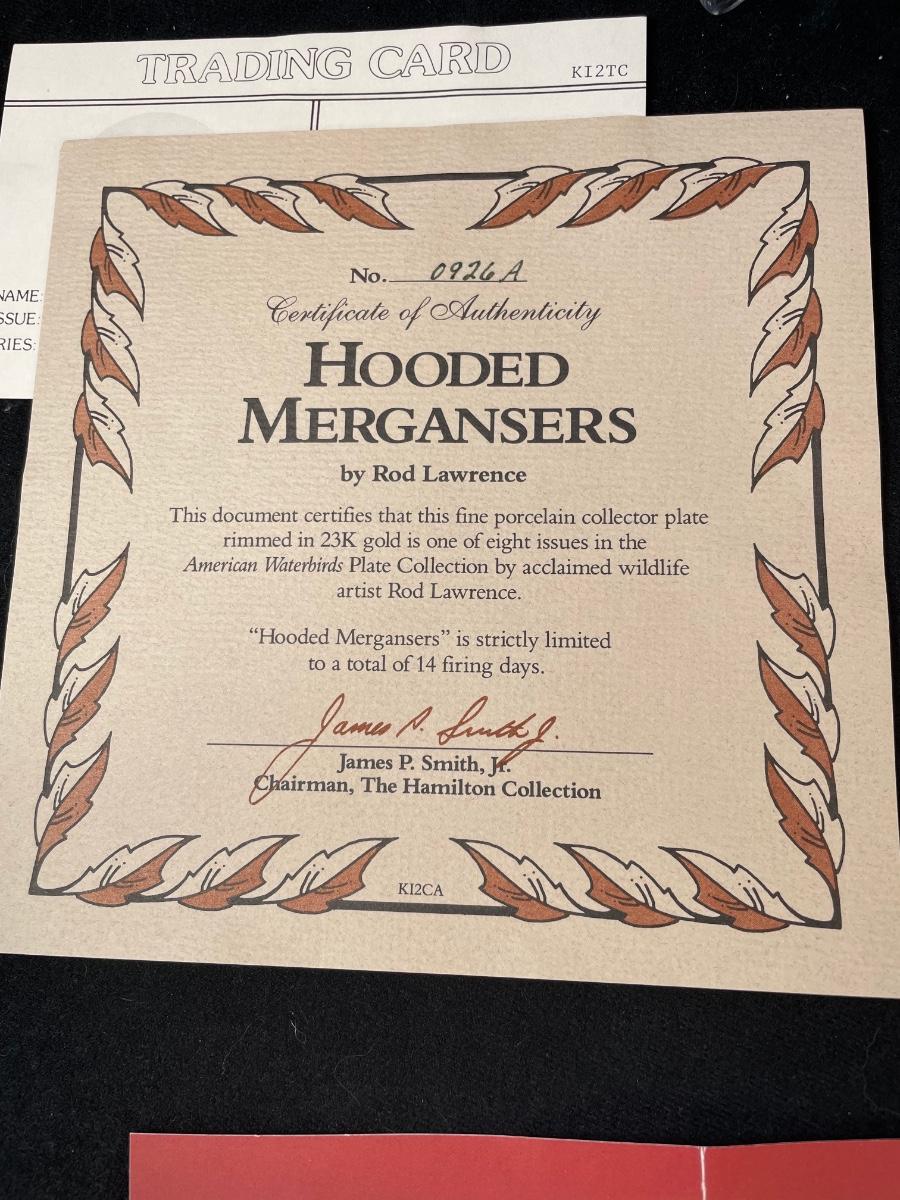 TRADING CARD
KI2TC
NAME:
SSUE:
RIES:
No. 0926A
Certificate of Authenticity
HOODED
MERGANSERS
by Rod Lawrence
This document certifies that this fine porcelain collector plate
rimmed in 23K gold is one of eight issues in the
American Waterbirds Plate Collection by acclaimed wildlife
artist Rod Lawrence.
“Hooded Mergansers” is strictly limited
to a total of 14 firing days.
James P. Smith Jr.
James P. Smith, Jr.
Chairman, The Hamilton Collection
KI2CA